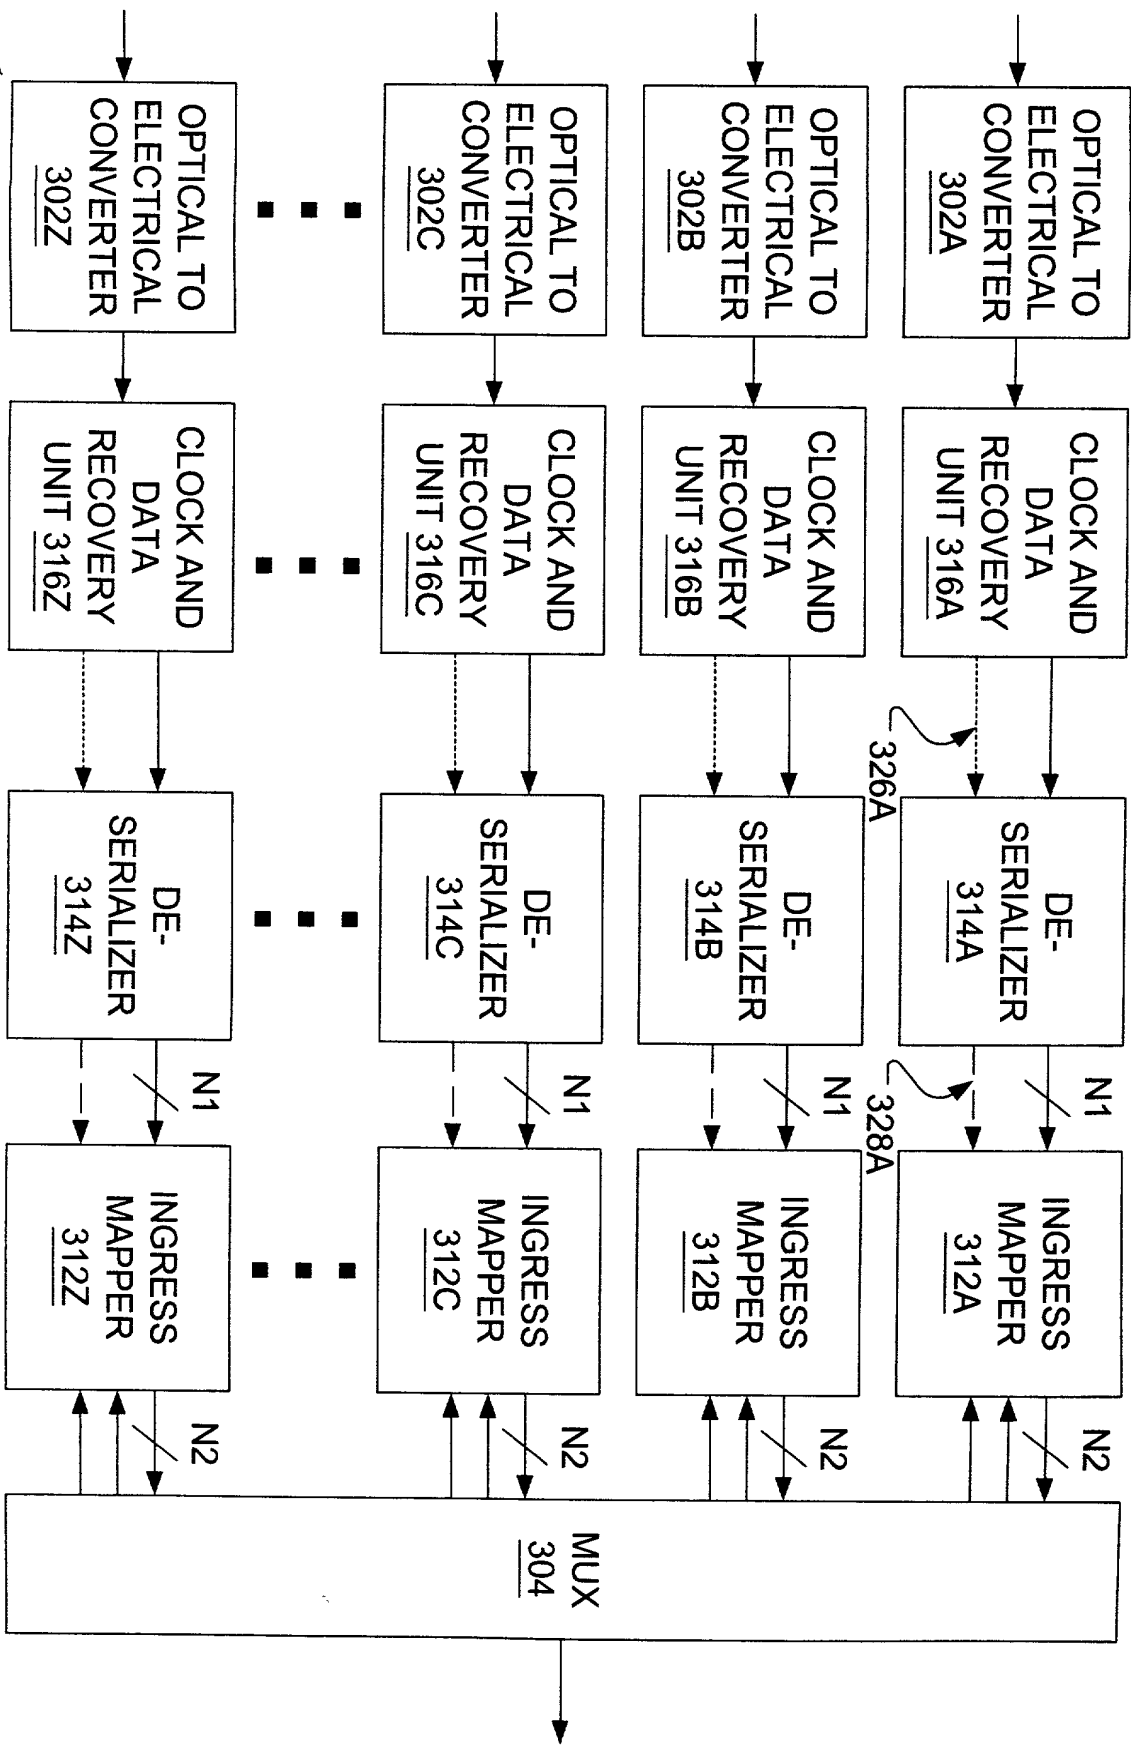 OPTICAL TO
ELECTRICAL
CONVERTER
302A
CLOCK AND
DATA
RECOVERY
UNIT 316A
326A
DE-
SERIALIZER
314A
N1
328A
INGRESS
MAPPER
312A
N2
OPTICAL TO
ELECTRICAL
CONVERTER
302B
CLOCK AND
DATA
RECOVERY
UNIT 316B
DE-
SERIALIZER
314B
N1
INGRESS
MAPPER
312B
N2
OPTICAL TO
ELECTRICAL
CONVERTER
302C
CLOCK AND
DATA
RECOVERY
UNIT 316C
DE-
SERIALIZER
314C
N1
INGRESS
MAPPER
312C
N2
OPTICAL TO
ELECTRICAL
CONVERTER
302Z
CLOCK AND
DATA
RECOVERY
UNIT 316Z
DE-
SERIALIZER
314Z
N1
INGRESS
MAPPER
312Z
N2
MUX
304